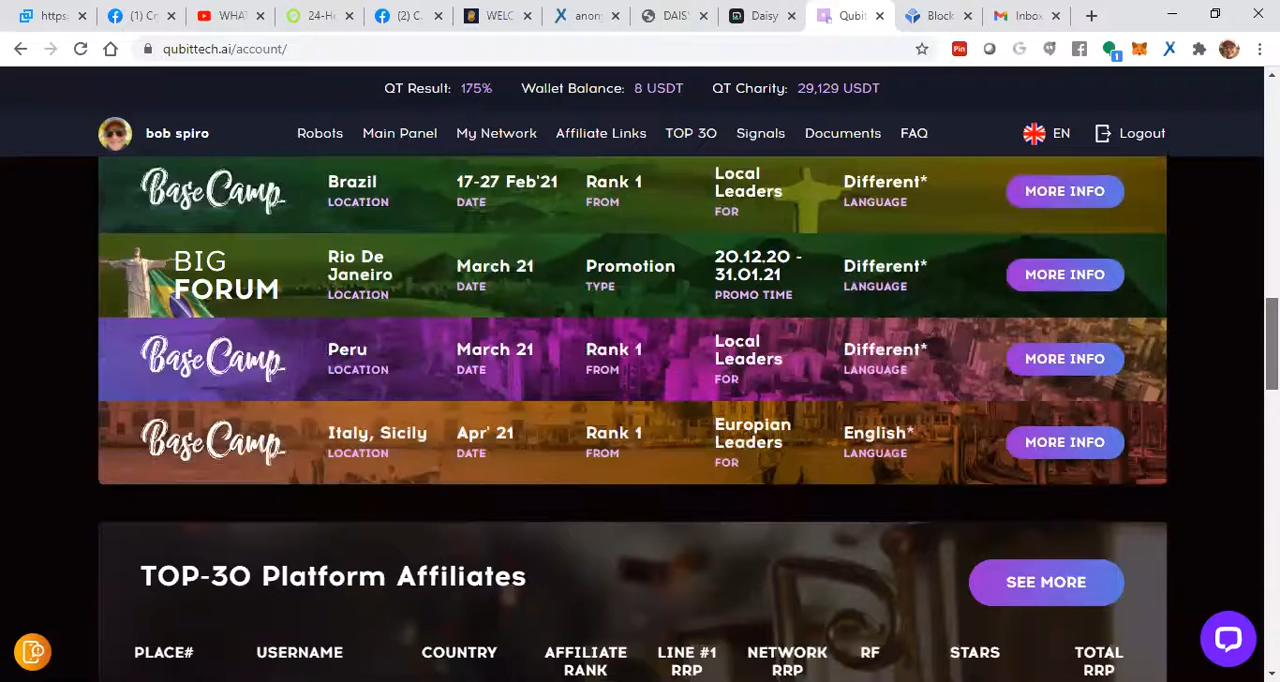 https:
(1) Cr
WHA
24-He
(2) C
WELC
anon
DAIS
Daisy
Qubit
Block
Inbox
qubittech.ai/account/
Pin
1
QT Result: 175% Wallet Balance: 8 USDT QT Charity: 29,129 USDT
bob spiro Robots Main Panel My Network Affiliate Links TOP 30 Signals Documents FAQ EN Logout
BaseCamp Brazil LOCATION 17-27 Feb'21 DATE Rank 1 FROM Local Leaders FOR Different* LANGUAGE MORE INFO
BIG FORUM Rio De Janeiro LOCATION March 21 DATE Promotion TYPE 20.12.20 - 31.01.21 PROMO TIME Different* LANGUAGE MORE INFO
BaseCamp Peru LOCATION March 21 DATE Rank 1 FROM Local Leaders FOR Different* LANGUAGE MORE INFO
BaseCamp Italy, Sicily LOCATION Apr' 21 DATE Rank 1 FROM Europian Leaders FOR English* LANGUAGE MORE INFO
TOP-30 Platform Affiliates SEE MORE
PLACE# USERNAME COUNTRY AFFILIATE RANK LINE #1 RRP NETWORK RRP RF STARS TOTAL RRP